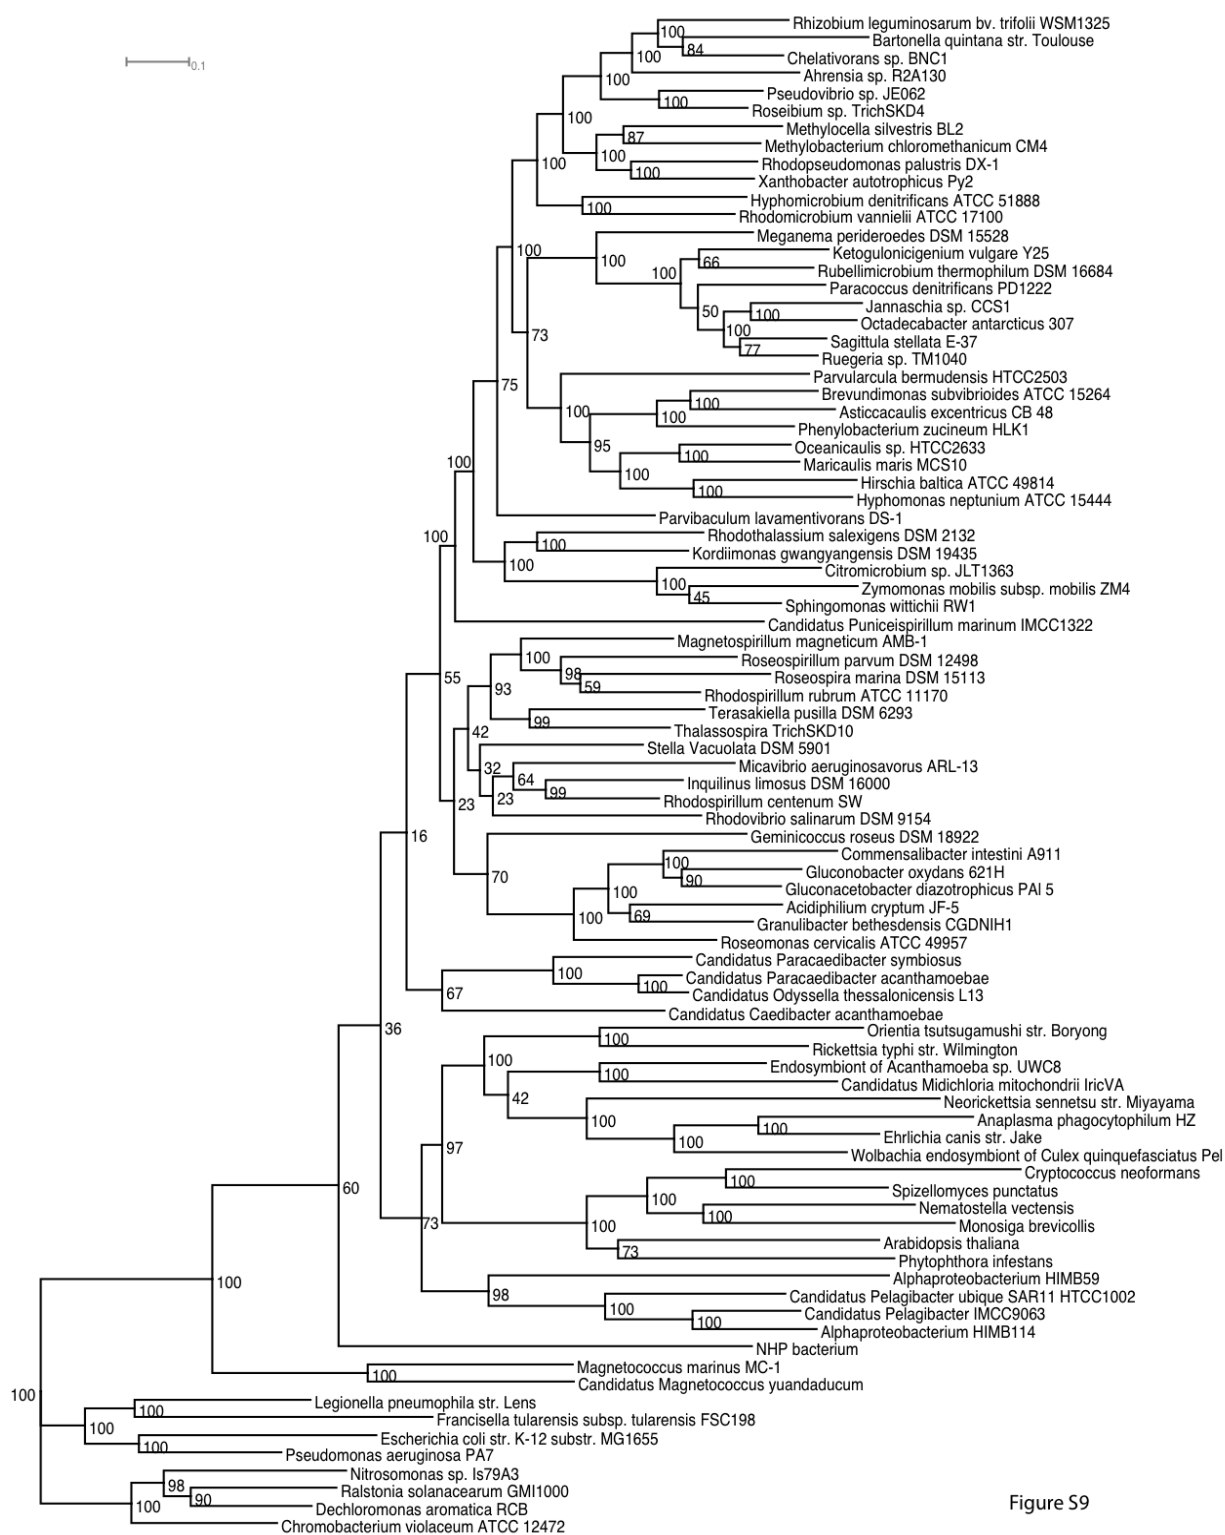 Rhizobium leguminosarum bv. trifolii WSM1325
100
Bartonella quintana str. Toulouse
84
0.1
100
Chelativorans sp. BNC1
100
Ahrensia sp. R2A130
Pseudovibrio sp. JE062
100
Roseibium sp. TrichSKD4
100
Methylocella silvestris BL2
87
Methylobacterium chloromethanicum CM4
100
100
Rhodopseudomonas palustris DX-1
100
Xanthobacter autotrophicus Py2
Hyphomicrobium denitrificans ATCC 51888
100
Rhodomicrobium vannielii ATCC 17100
Meganema perideroedes DSM 15528
100
Ketogulonicigenium vulgare Y25
100
66
100
Rubellimicrobium thermophilum DSM 16684
Paracoccus denitrificans PD1222
Jannaschia sp. CCS1
50
100
Octadecabacter antarcticus 307
100
73
Sagittula stellata E-37
77
Ruegeria sp. TM1040
Parvularcula bermudensis HTCC2503
75
Brevundimonas subvibrioides ATCC 15264
100
Asticcacaulis excentricus CB 48
100
100
Phenylobacterium zucineum HLK1
95
Oceanicaulis sp. HTCC2633
100
Maricaulis maris MCS10
100
100
Hirschia baltica ATCC 49814
100
Hyphomonas neptunium ATCC 15444
Parvibaculum lavamentivorans DS-1
100
Rhodothalassium salexigens DSM 2132
100
Kordiimonas gwangyangensis DSM 19435
100
Citromicrobium sp. JLT1363
100
Zymomonas mobilis subsp. mobilis ZM4
45
Sphingomonas wittichii RW1
Candidatus Puniceispirillum marinum IMCC1322
Magnetospirillum magneticum AMB-1
100
Roseospirillum parvum DSM 12498
98
Roseospira marina DSM 15113
55
93
59
Rhodospirillum rubrum ATCC 11170
Terasakiella pusilla DSM 6293
99
Thalassospira TrichSKD10
42
Stella Vacuolata DSM 5901
32
Micavibrio aeruginosavorus ARL-13
64
Inquilinus limosus DSM 16000
99
23
23
Rhodospirillum centenum SW
Rhodovibrio salinarum DSM 9154
16
Geminicoccus roseus DSM 18922
Commensalibacter intestini A911
100
Gluconobacter oxydans 621H
70
90
Gluconacetobacter diazotrophicus PAl 5
100
Acidiphilium cryptum JF-5
100
69
Granulibacter bethesdensis CGDNIH1
Roseomonas cervicalis ATCC 49957
Candidatus Paracaedibacter symbiosus
100
Candidatus Paracaedibacter acanthamoebae
100
67
Candidatus Odyssella thessalonicensis L13
Candidatus Caedibacter acanthamoebae
36
Orientia tsutsugamushi str. Boryong
100
Rickettsia typhi str. Wilmington
100
Endosymbiont of Acanthamoeba sp. UWC8
100
Candidatus Midichloria mitochondrii IricVA
42
Neorickettsia sennetsu str. Miyayama
100
Anaplasma phagocytophilum HZ
100
Ehrlichia canis str. Jake
97
100
Wolbachia endosymbiont of Culex quinquefasciatus Pel
Cryptococcus neoformans
60
100
100
Spizellomyces punctatus
Nematostella vectensis
73
100
100
Monosiga brevicollis
Arabidopsis thaliana
73
Phytophthora infestans
Alphaproteobacterium HIMB59
100
98
Candidatus Pelagibacter ubique SAR11 HTCC1002
100
Candidatus Pelagibacter IMCC9063
100
Alphaproteobacterium HIMB114
NHP bacterium
Magnetococcus marinus MC-1
100
Candidatus Magnetococcus yuandaducum
100
Legionella pneumophila str. Lens
100
Francisella tularensis subsp. tularensis FSC198
100
Escherichia coli str. K-12 substr. MG1655
100
Pseudomonas aeruginosa PA7
Nitrosomonas sp. Is79A3
98
Ralstonia solanacearum GMI1000
90
100
Dechloromonas aromatica RCB
Chromobacterium violaceum ATCC 12472
Figure S9